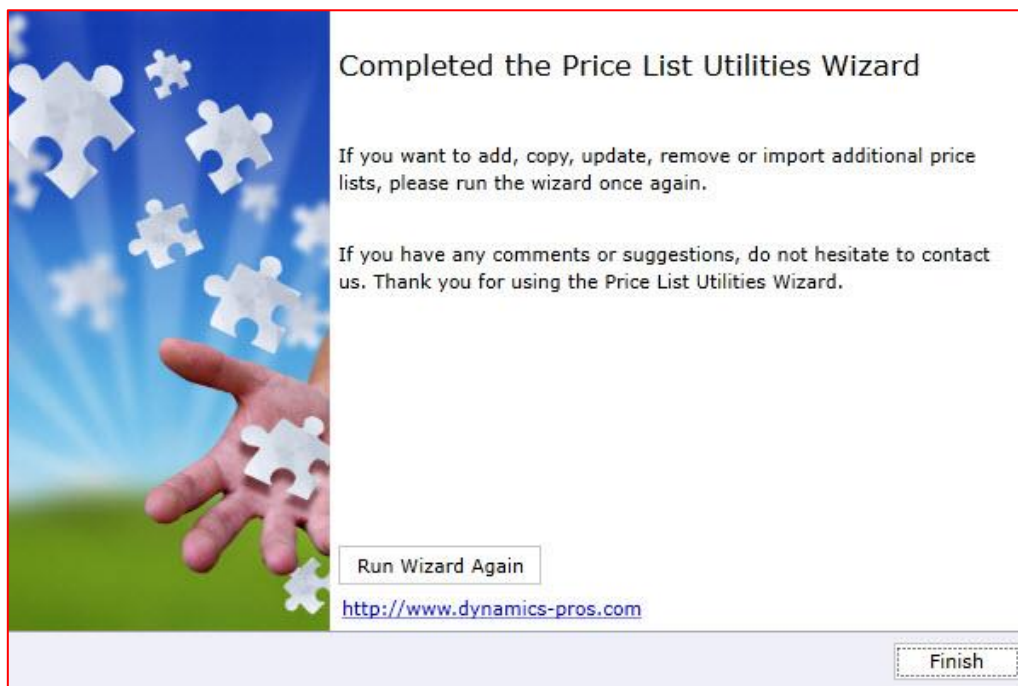 Completed the Price List Utilities Wizard
If you want to add, copy, update, remove or import additional price
lists, please run the wizard once again.
If you have any comments or suggestions, do not hesitate to contact
us. Thank you for using the Price List Utilities Wizard.
Run Wizard Again
http://www.dynamics-pros.com
Finish